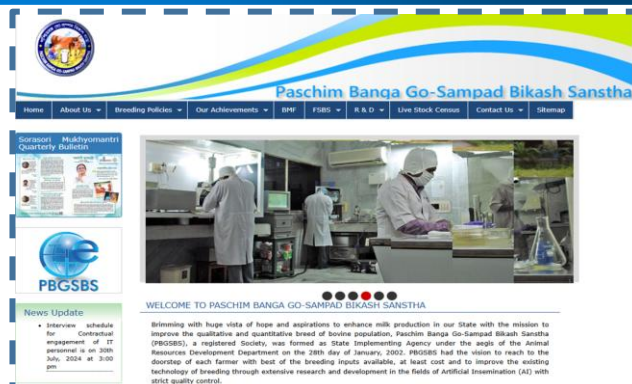 Paschim Banga Go-Sampad Bikash Sanstha
Home About Us Breeding Policies Our Achievements BMF FSBS R & D Live Stock Census Contact Us Sitemap
Sorasori Mukhyomantri
Quarterly Bulletin
PBGSBS
News Update
Interview schedule
for Contractual
engagement of IT
personnel is on 30th
July, 2024 at 3:00
pm
WELCOME TO PASCHIM BANGA GO-SAMPAD BIKASH SANSTHA
Brimming with huge vista of hope and aspirations to enhance milk production in our State with the mission to
improve the qualitative and quantitative breed of bovine population, Paschim Banga Go-Sampad Bikash Sanstha
(PBGSBS), a registered Society, was formed as State Implementing Agency under the aegis of the Animal
Resources Development Department on the 28th day of January, 2002. PBGSBS had the vision to reach to the
doorstep of each farmer with best of the breeding inputs available, at least cost and to improve the existing
technology of breeding through extensive research and development in the fields of Artificial Insemination (AI) with
strict quality control.